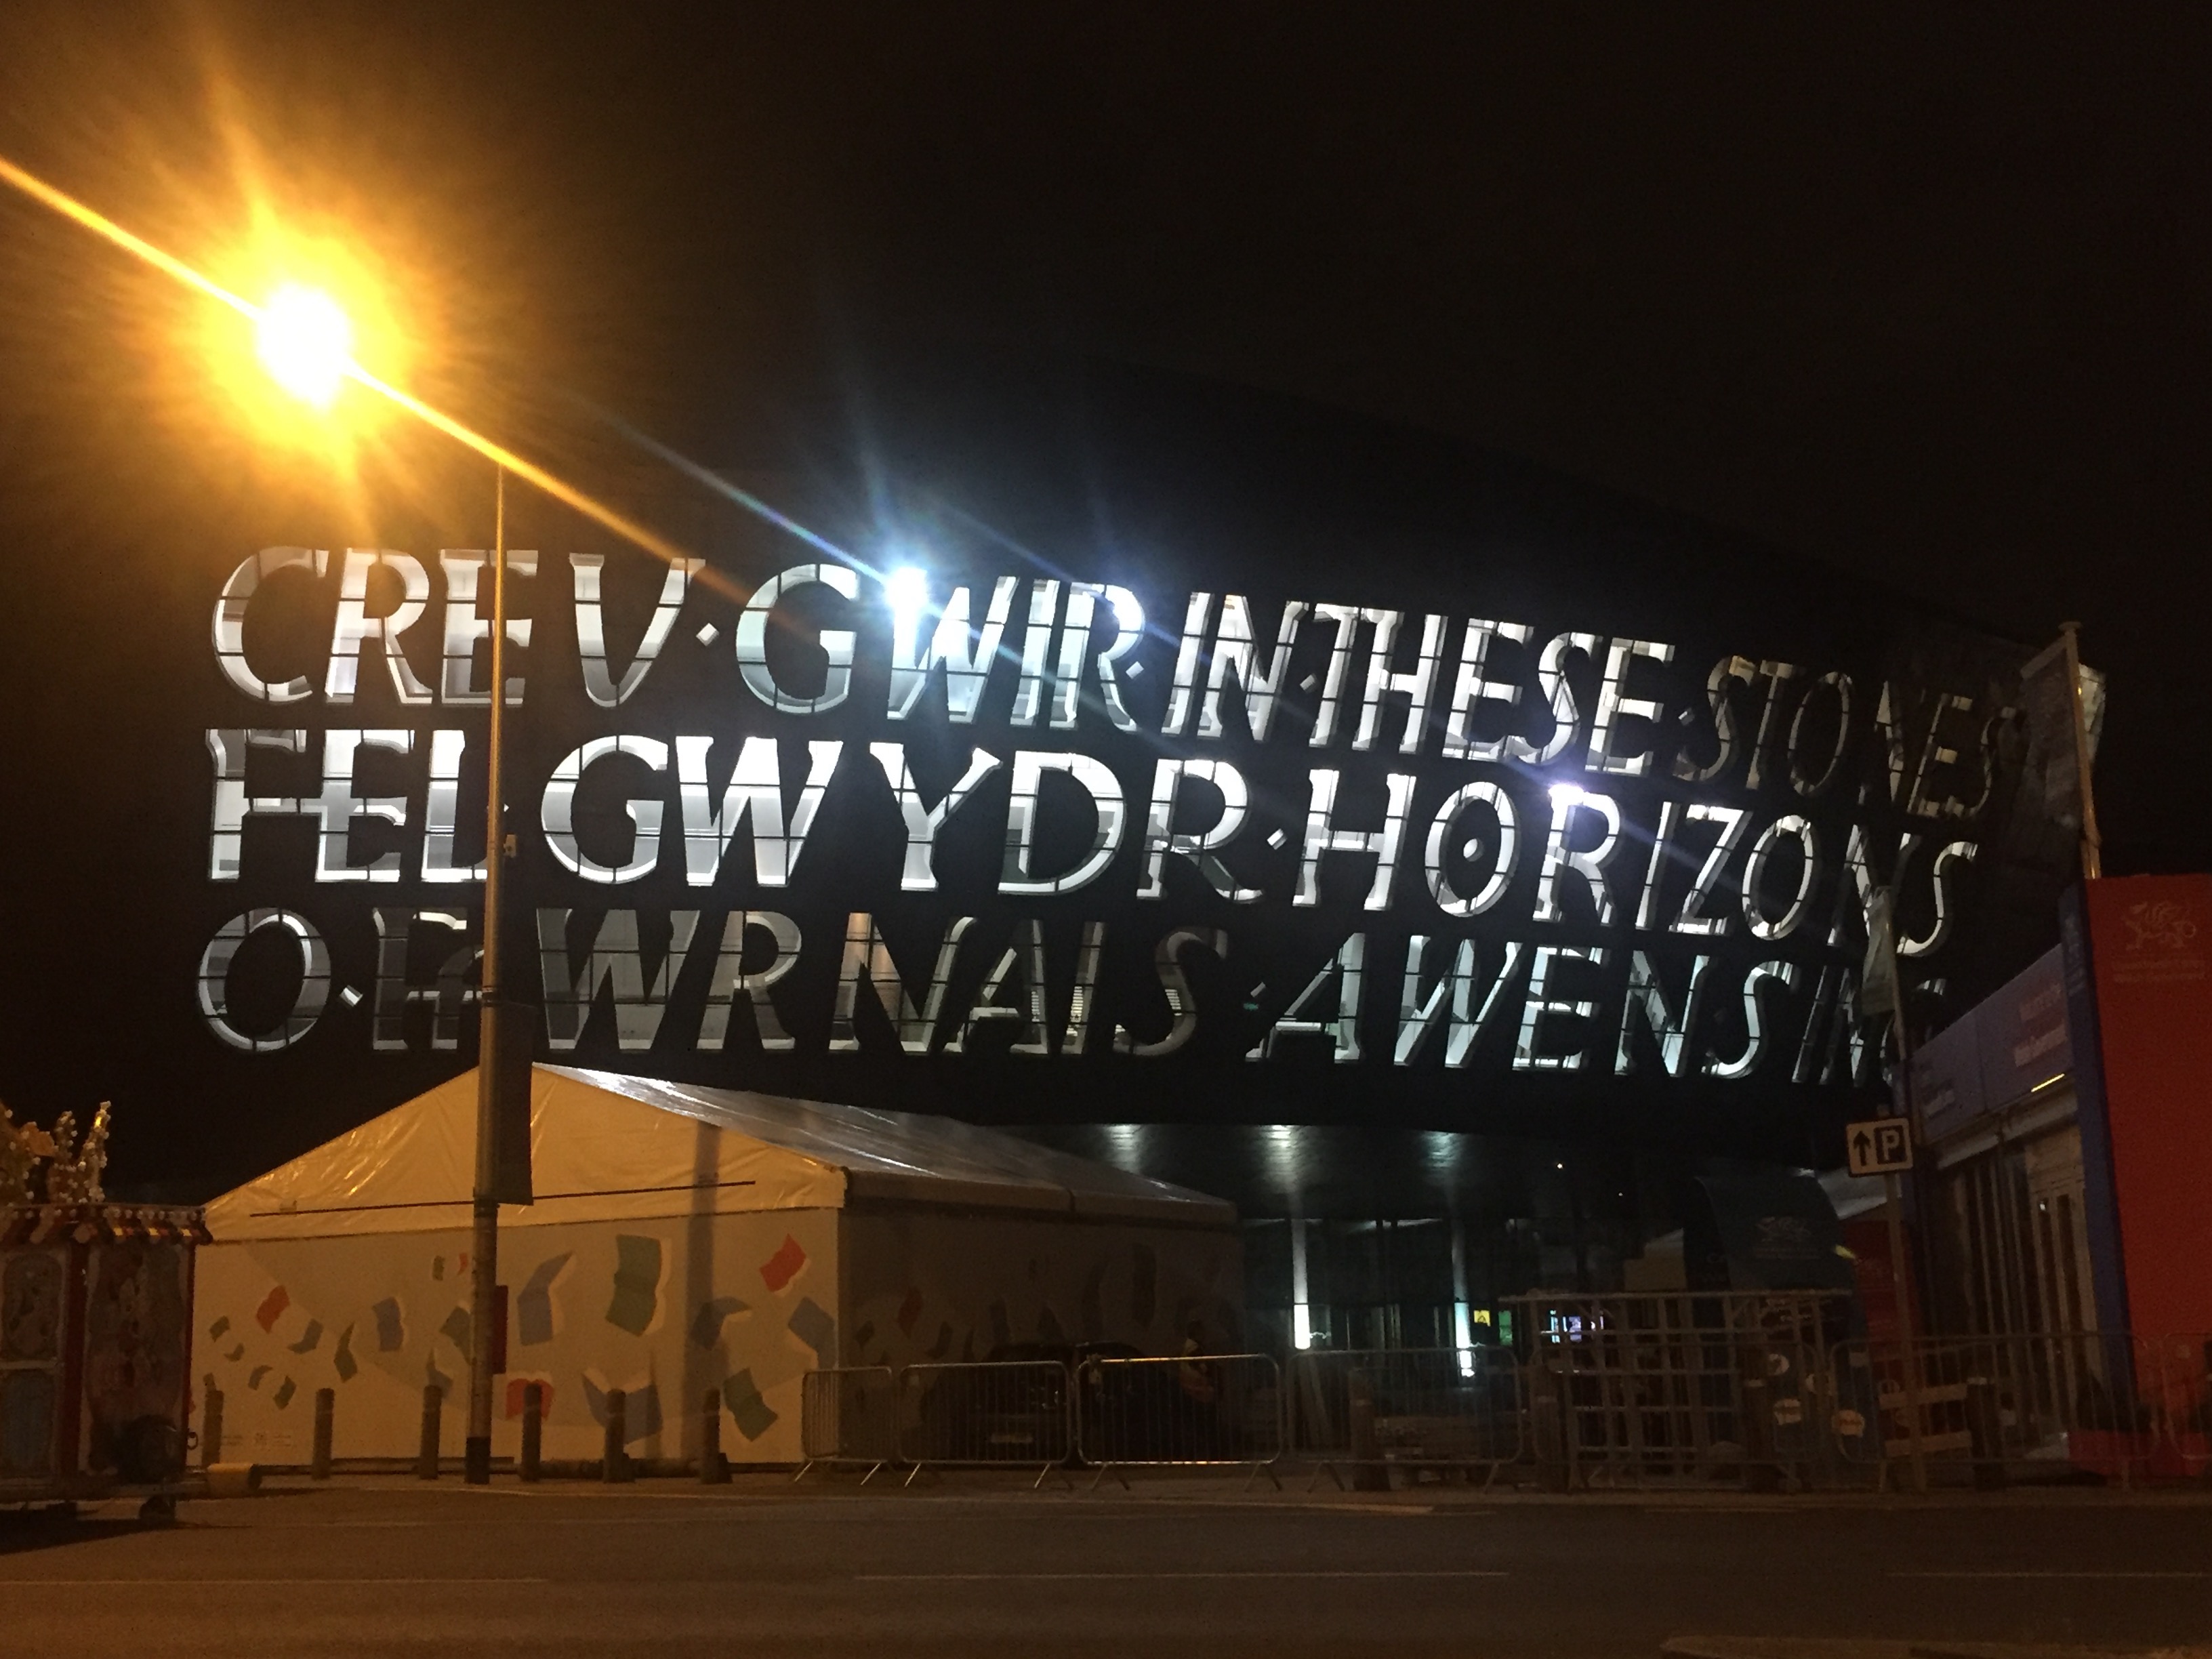 CREV·GWIR·IN·THESE·STONES
FEL·GWYDR·HORIZONS
O·FFWRNAIS·AWEN SING
P